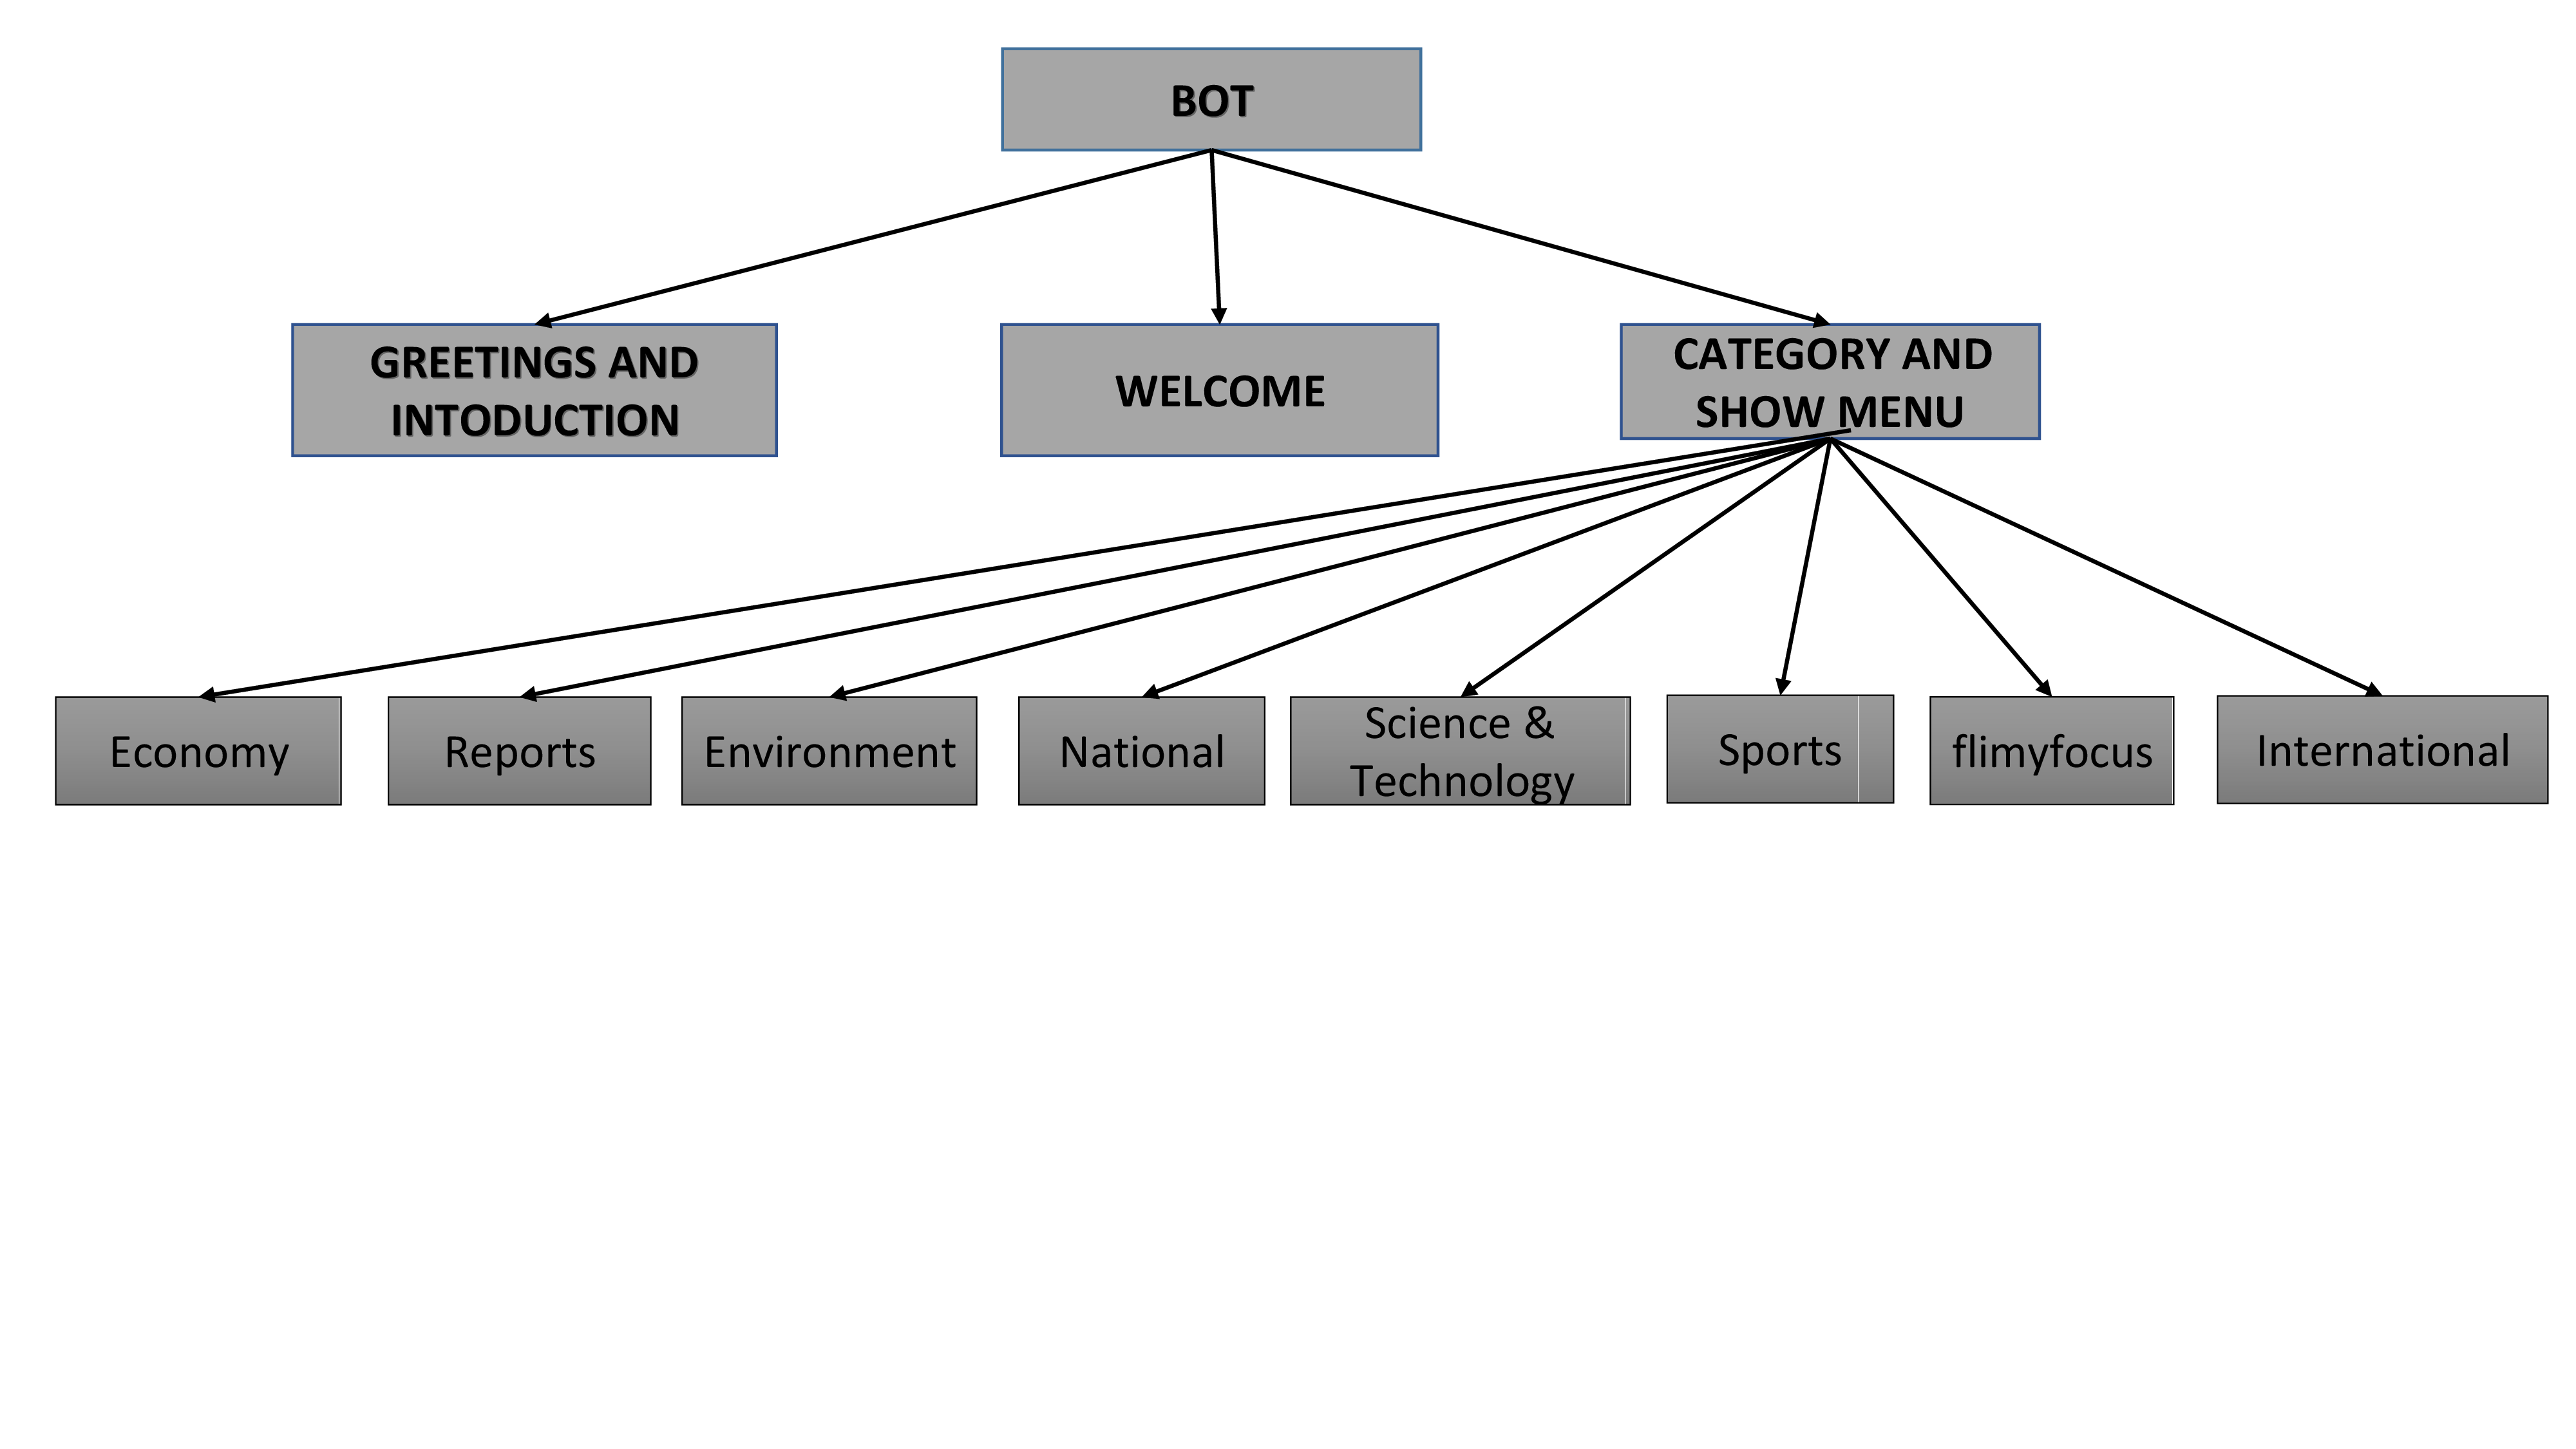 BOT
GREETINGS AND
INTODUCTION
WELCOME
CATEGORY AND
SHOW MENU
Economy
Reports
Environment
National
Science &
Technology
Sports
flimyfocus
International